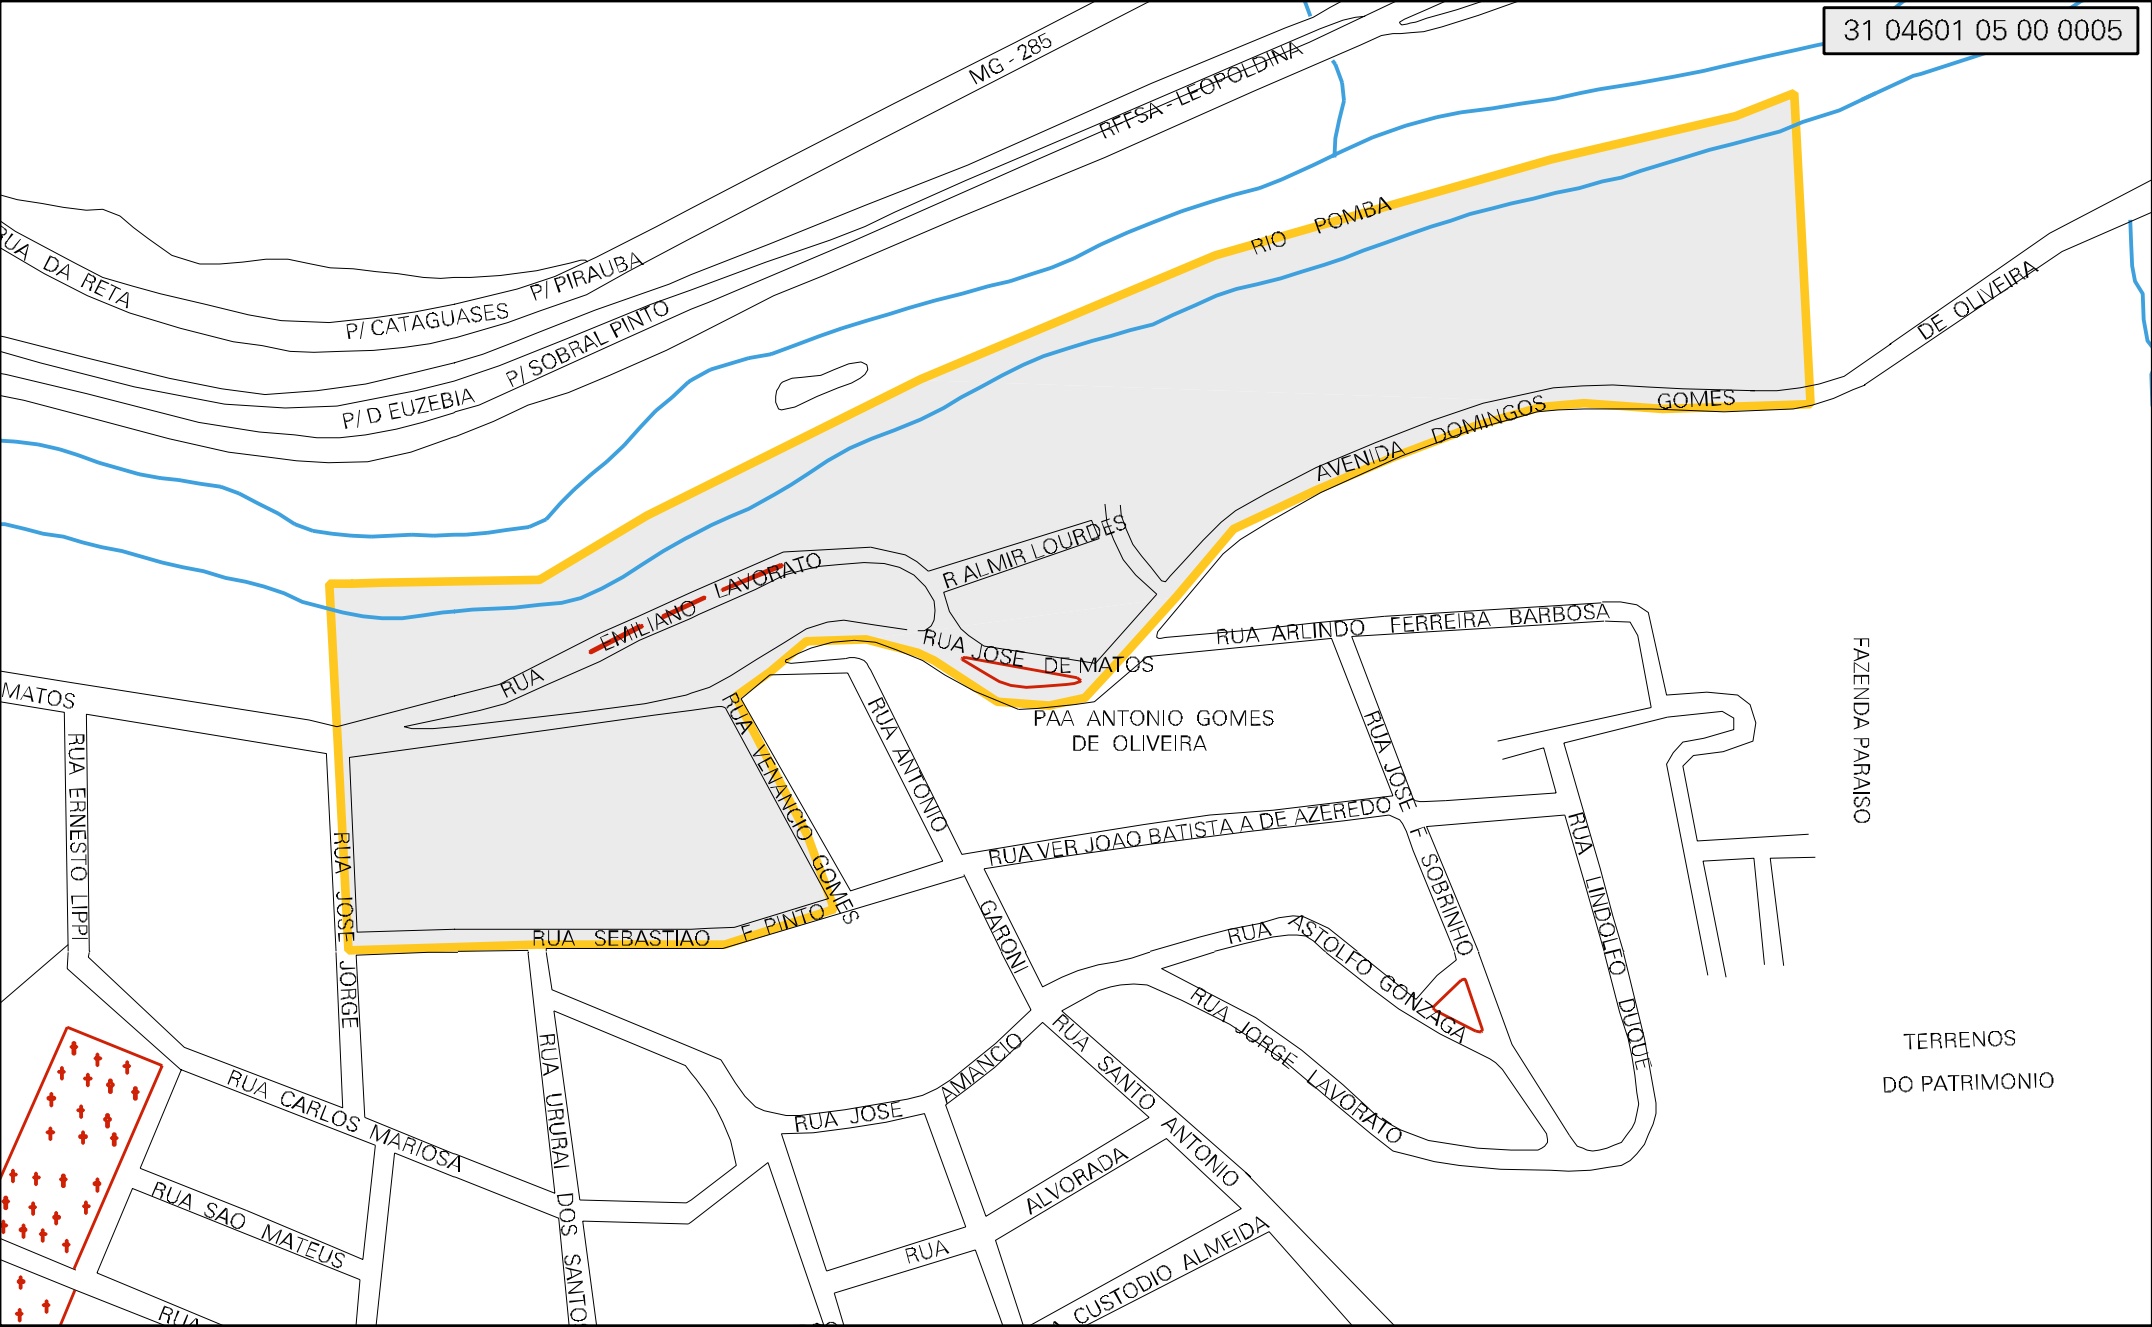 31 04601 05 00 0005
MG - 285
RFFSA - LEOPOLDINA
RUA DA RETA
P/ CATAGUASES
P/ PIRAUBA
P/ D EUZEBIA
P/ SOBRAL PINTO
RIO POMBA
AVENIDA DOMINGOS GOMES DE OLIVEIRA
R ALMIR LOURDES
RUA EMILIANO LAVORATO
RUA JOSE DE MATOS
MATOS
RUA ARLINDO FERREIRA BARBOSA
FAZENDA PARAISO
PAA ANTONIO GOMES
DE OLIVEIRA
RUA ERNESTO LIPPI
RUA JOSE JORGE
RUA VENANCIO GOMES
RUA ANTONIO GARONI
RUA VER JOAO BATISTA A DE AZEREDO
RUA JOSE F SOBRINHO
RUA LINDOLFO DUQUE
RUA SEBASTIAO F PINTO
RUA ASTOLFO GONZAGA
RUA JORGE LAVORATO
RUA SANTO ANTONIO
RUA JOSE AMANCIO
RUA URURAI DOS SANTOS
RUA CARLOS MARIOSA
RUA SAO MATEUS
RUA ALVORADA
CUSTODIO ALMEIDA
RUA
TERRENOS
DO PATRIMONIO